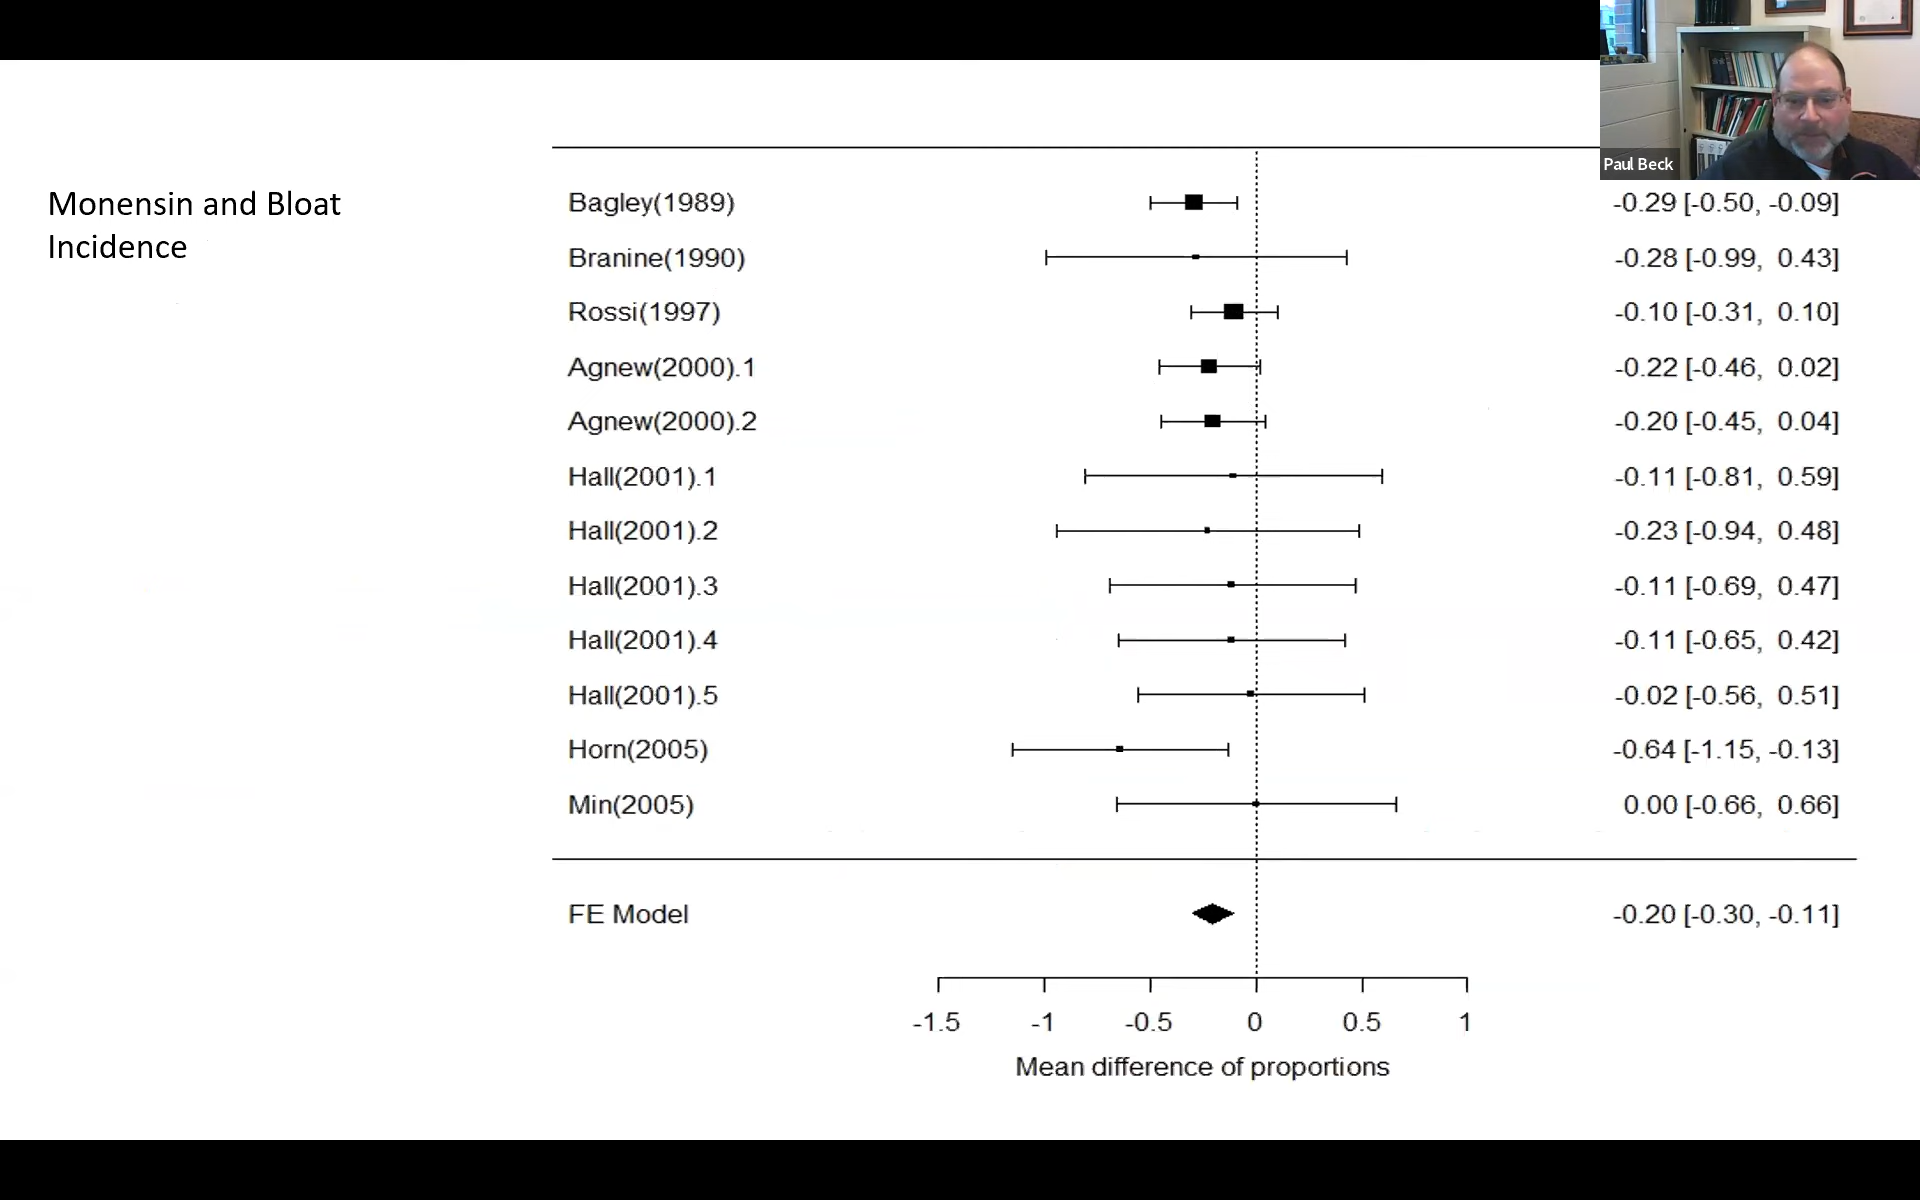 Paul Beck
Monensin and Bloat
Incidence
Bagley(1989) -0.29 [-0.50, -0.09]
Branine(1990) -0.28 [-0.99, 0.43]
Rossi(1997) -0.10 [-0.31, 0.10]
Agnew(2000).1 -0.22 [-0.46, 0.02]
Agnew(2000).2 -0.20 [-0.45, 0.04]
Hall(2001).1 -0.11 [-0.81, 0.59]
Hall(2001).2 -0.23 [-0.94, 0.48]
Hall(2001).3 -0.11 [-0.69, 0.47]
Hall(2001).4 -0.11 [-0.65, 0.42]
Hall(2001).5 -0.02 [-0.56, 0.51]
Horn(2005) -0.64 [-1.15, -0.13]
Min(2005) 0.00 [-0.66, 0.66]
FE Model -0.20 [-0.30, -0.11]
-1.5 -1 -0.5 0 0.5 1
Mean difference of proportions